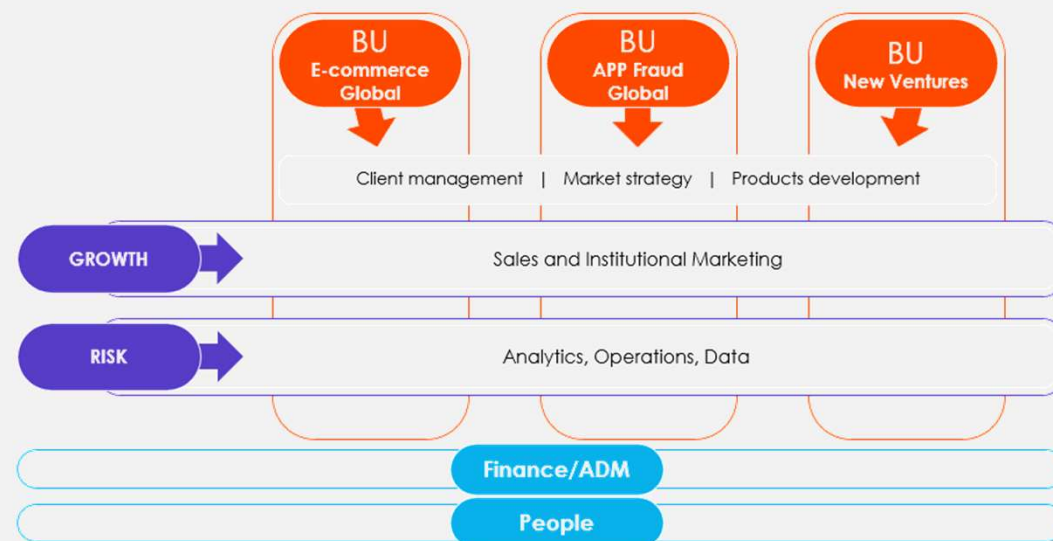 BU
E-commerce
Global
BU
APP Fraud
Global
BU
New Ventures
Client management | Market strategy | Products development
GROWTH
Sales and Institutional Marketing
RISK
Analytics, Operations, Data
Finance/ADM
People